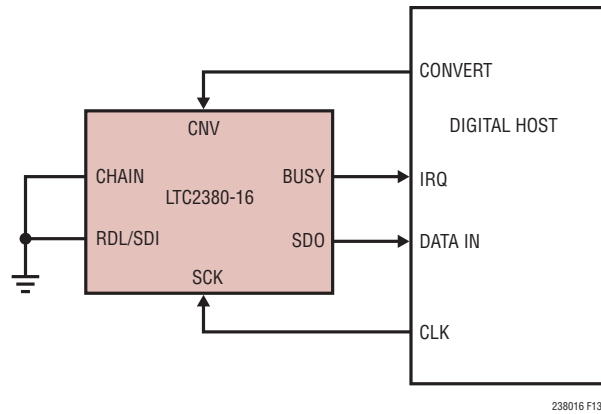 CONVERT
CNV
DIGITAL HOST
CHAIN
BUSY
IRQ
LTC2380-16
RDL/SDI
SDO
DATA IN
SCK
CLK
238016 F13